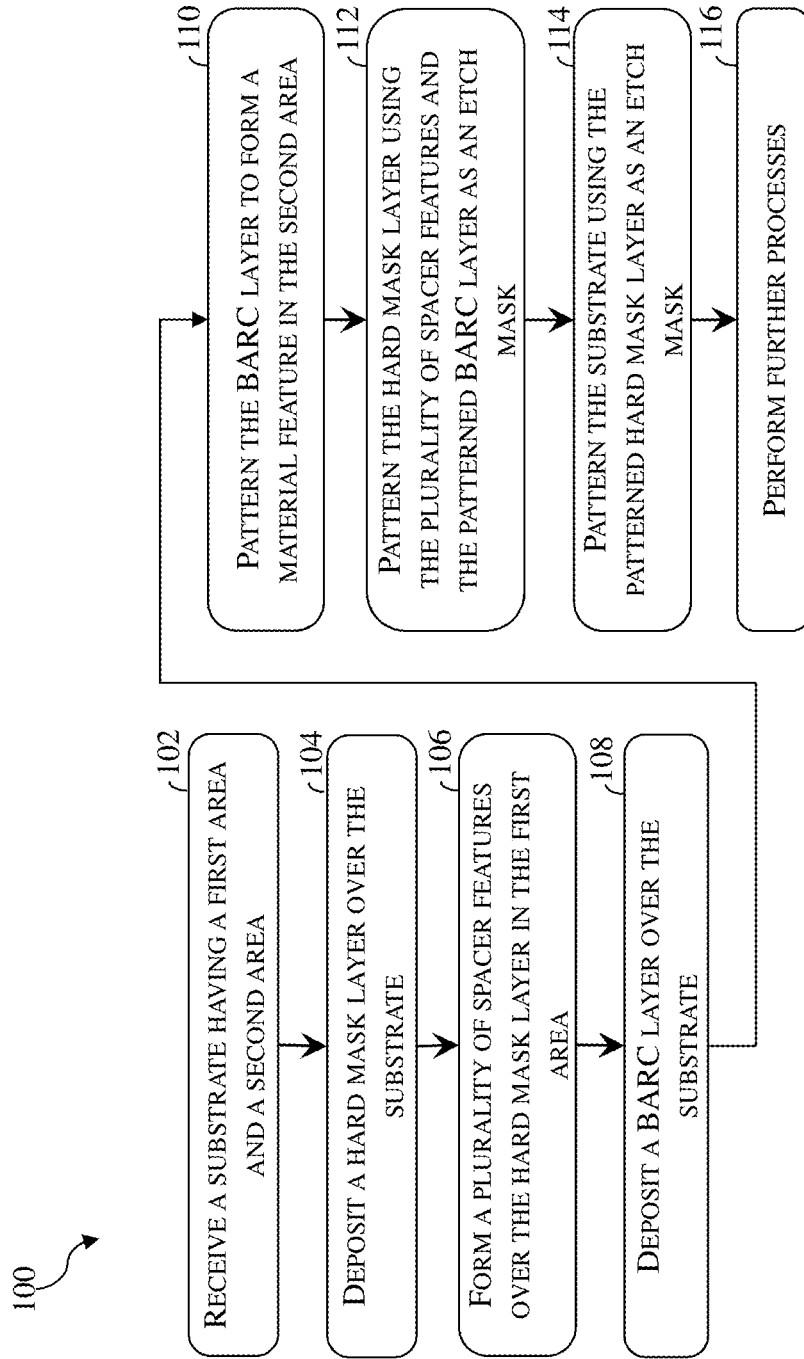 100
102
RECEIVE A SUBSTRATE HAVING A FIRST AREA
AND A SECOND AREA
104
DEPOSIT A HARD MASK LAYER OVER THE
SUBSTRATE
106
FORM A PLURALITY OF SPACER FEATURES
OVER THE HARD MASK LAYER IN THE FIRST
AREA
108
DEPOSIT A BARC LAYER OVER THE
SUBSTRATE
110
PATTERN THE BARC LAYER TO FORM A
MATERIAL FEATURE IN THE SECOND AREA
112
PATTERN THE HARD MASK LAYER USING
THE PLURALITY OF SPACER FEATURES AND
THE PATTERNED BARC LAYER AS AN ETCH
MASK
114
PATTERN THE SUBSTRATE USING THE
PATTERNED HARD MASK LAYER AS AN ETCH
MASK
116
PERFORM FURTHER PROCESSES